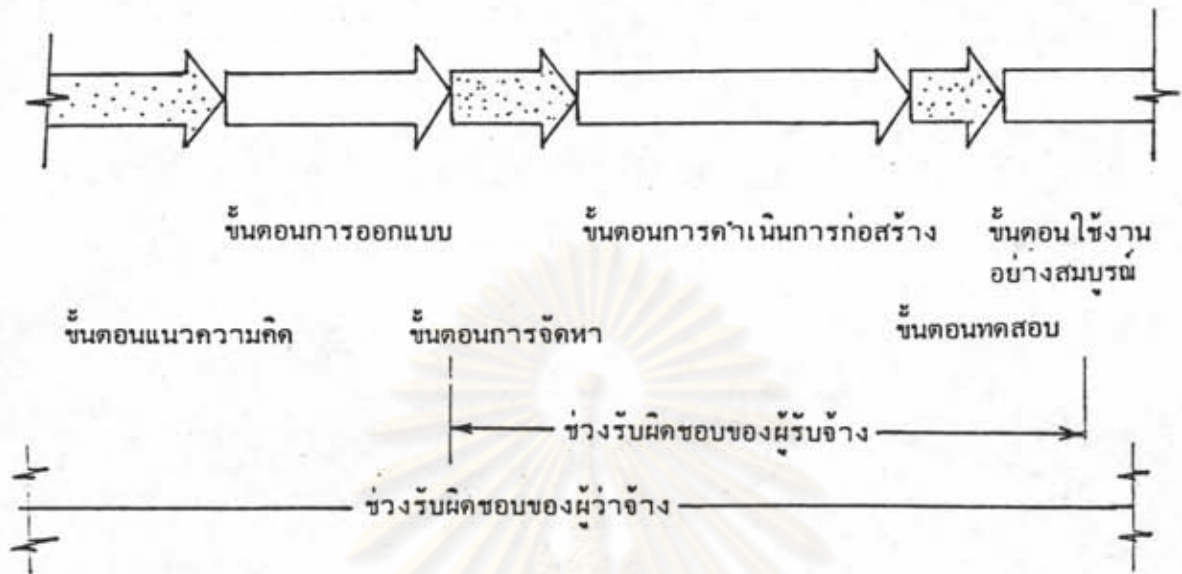 ขั้นตอนการออกแบบ ขั้นตอนการดำเนินการก่อสร้าง ขั้นตอนใช้งาน
อย่างสมบูรณ์
ขั้นตอนแนวความคิด ขั้นตอนการจัดหา ขั้นตอนทดสอบ
ช่วงรับผิดชอบของผู้รับจ้าง
ช่วงรับผิดชอบของผู้ว่าจ้าง